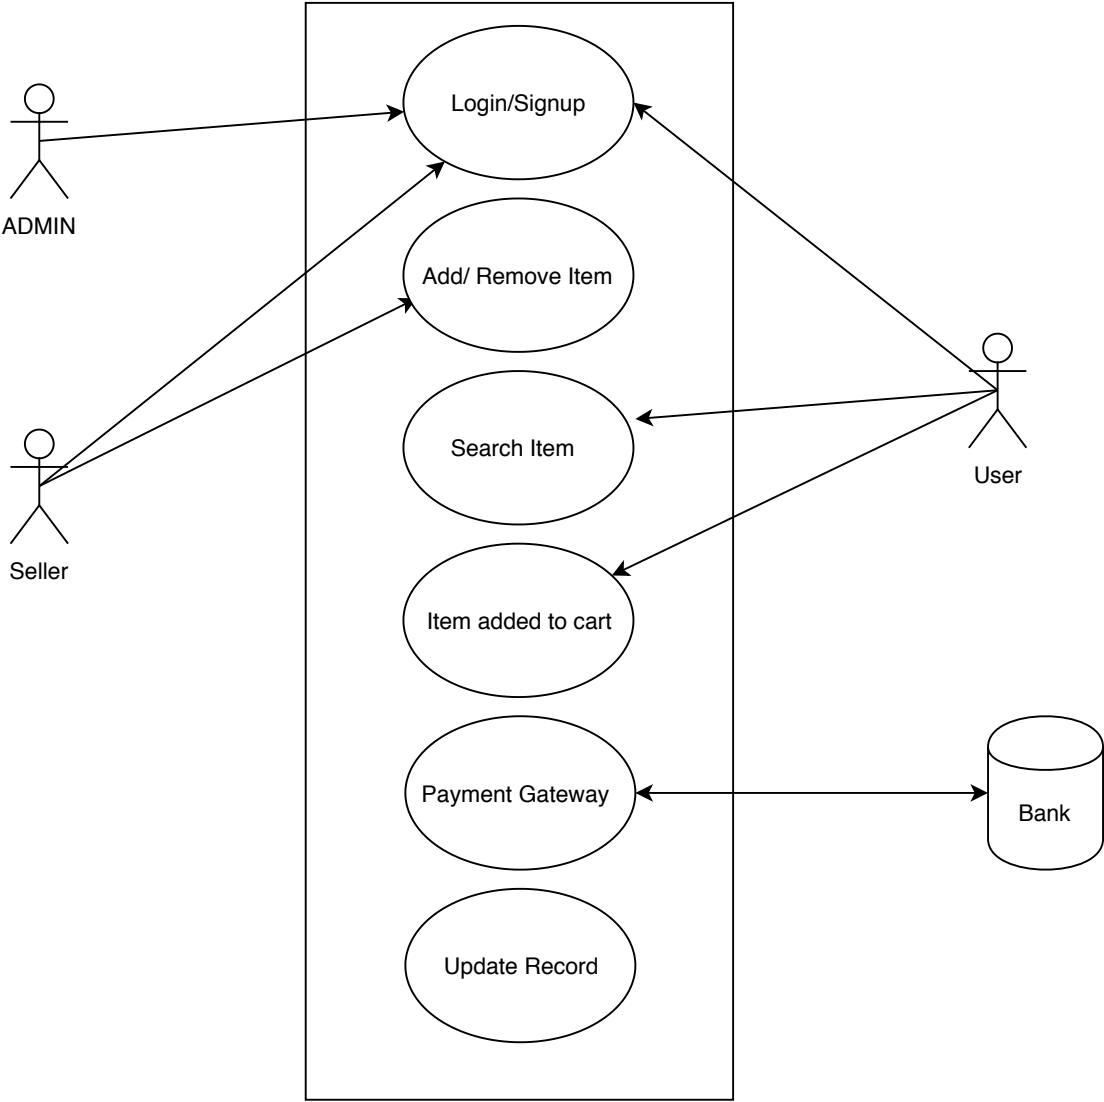 Login/Signup
ADMIN
Add/ Remove Item
Search Item
User
Seller
Item added to cart
Payment Gateway
Bank
Update Record